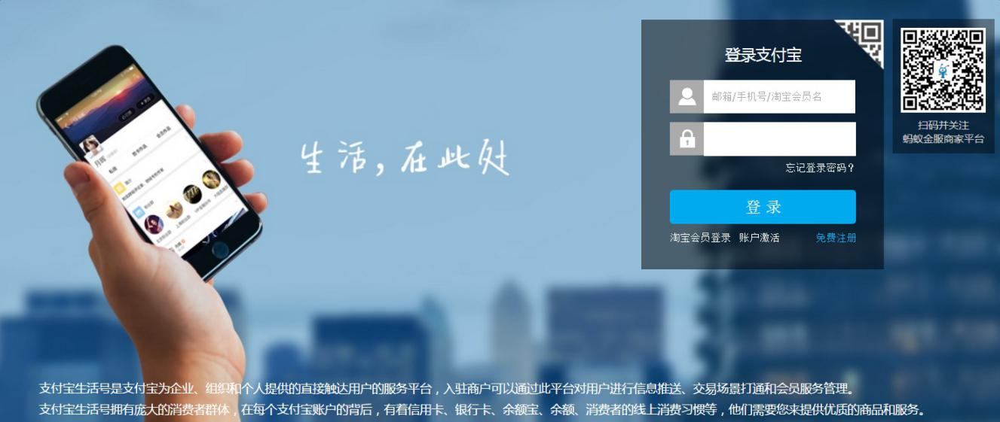 登录支付宝
邮箱/手机号/淘宝会员名
忘记登录密码？
登 录
淘宝会员登录 账户激活 免费注册
扫码并关注
蚂蚁金服商家平台
生活，在此处
支付宝生活号是支付宝为企业、组织和个人提供的直接触达用户的服务平台，入驻商户可以通过此平台对用户进行信息推送、交易场景打通和会员服务管理。
支付宝生活号拥有庞大的消费者群体，在每个支付宝账户的背后，有着信用卡、银行卡、余额宝、余额、消费者的线上消费习惯等，他们需要您来提供优质的商品和服务。